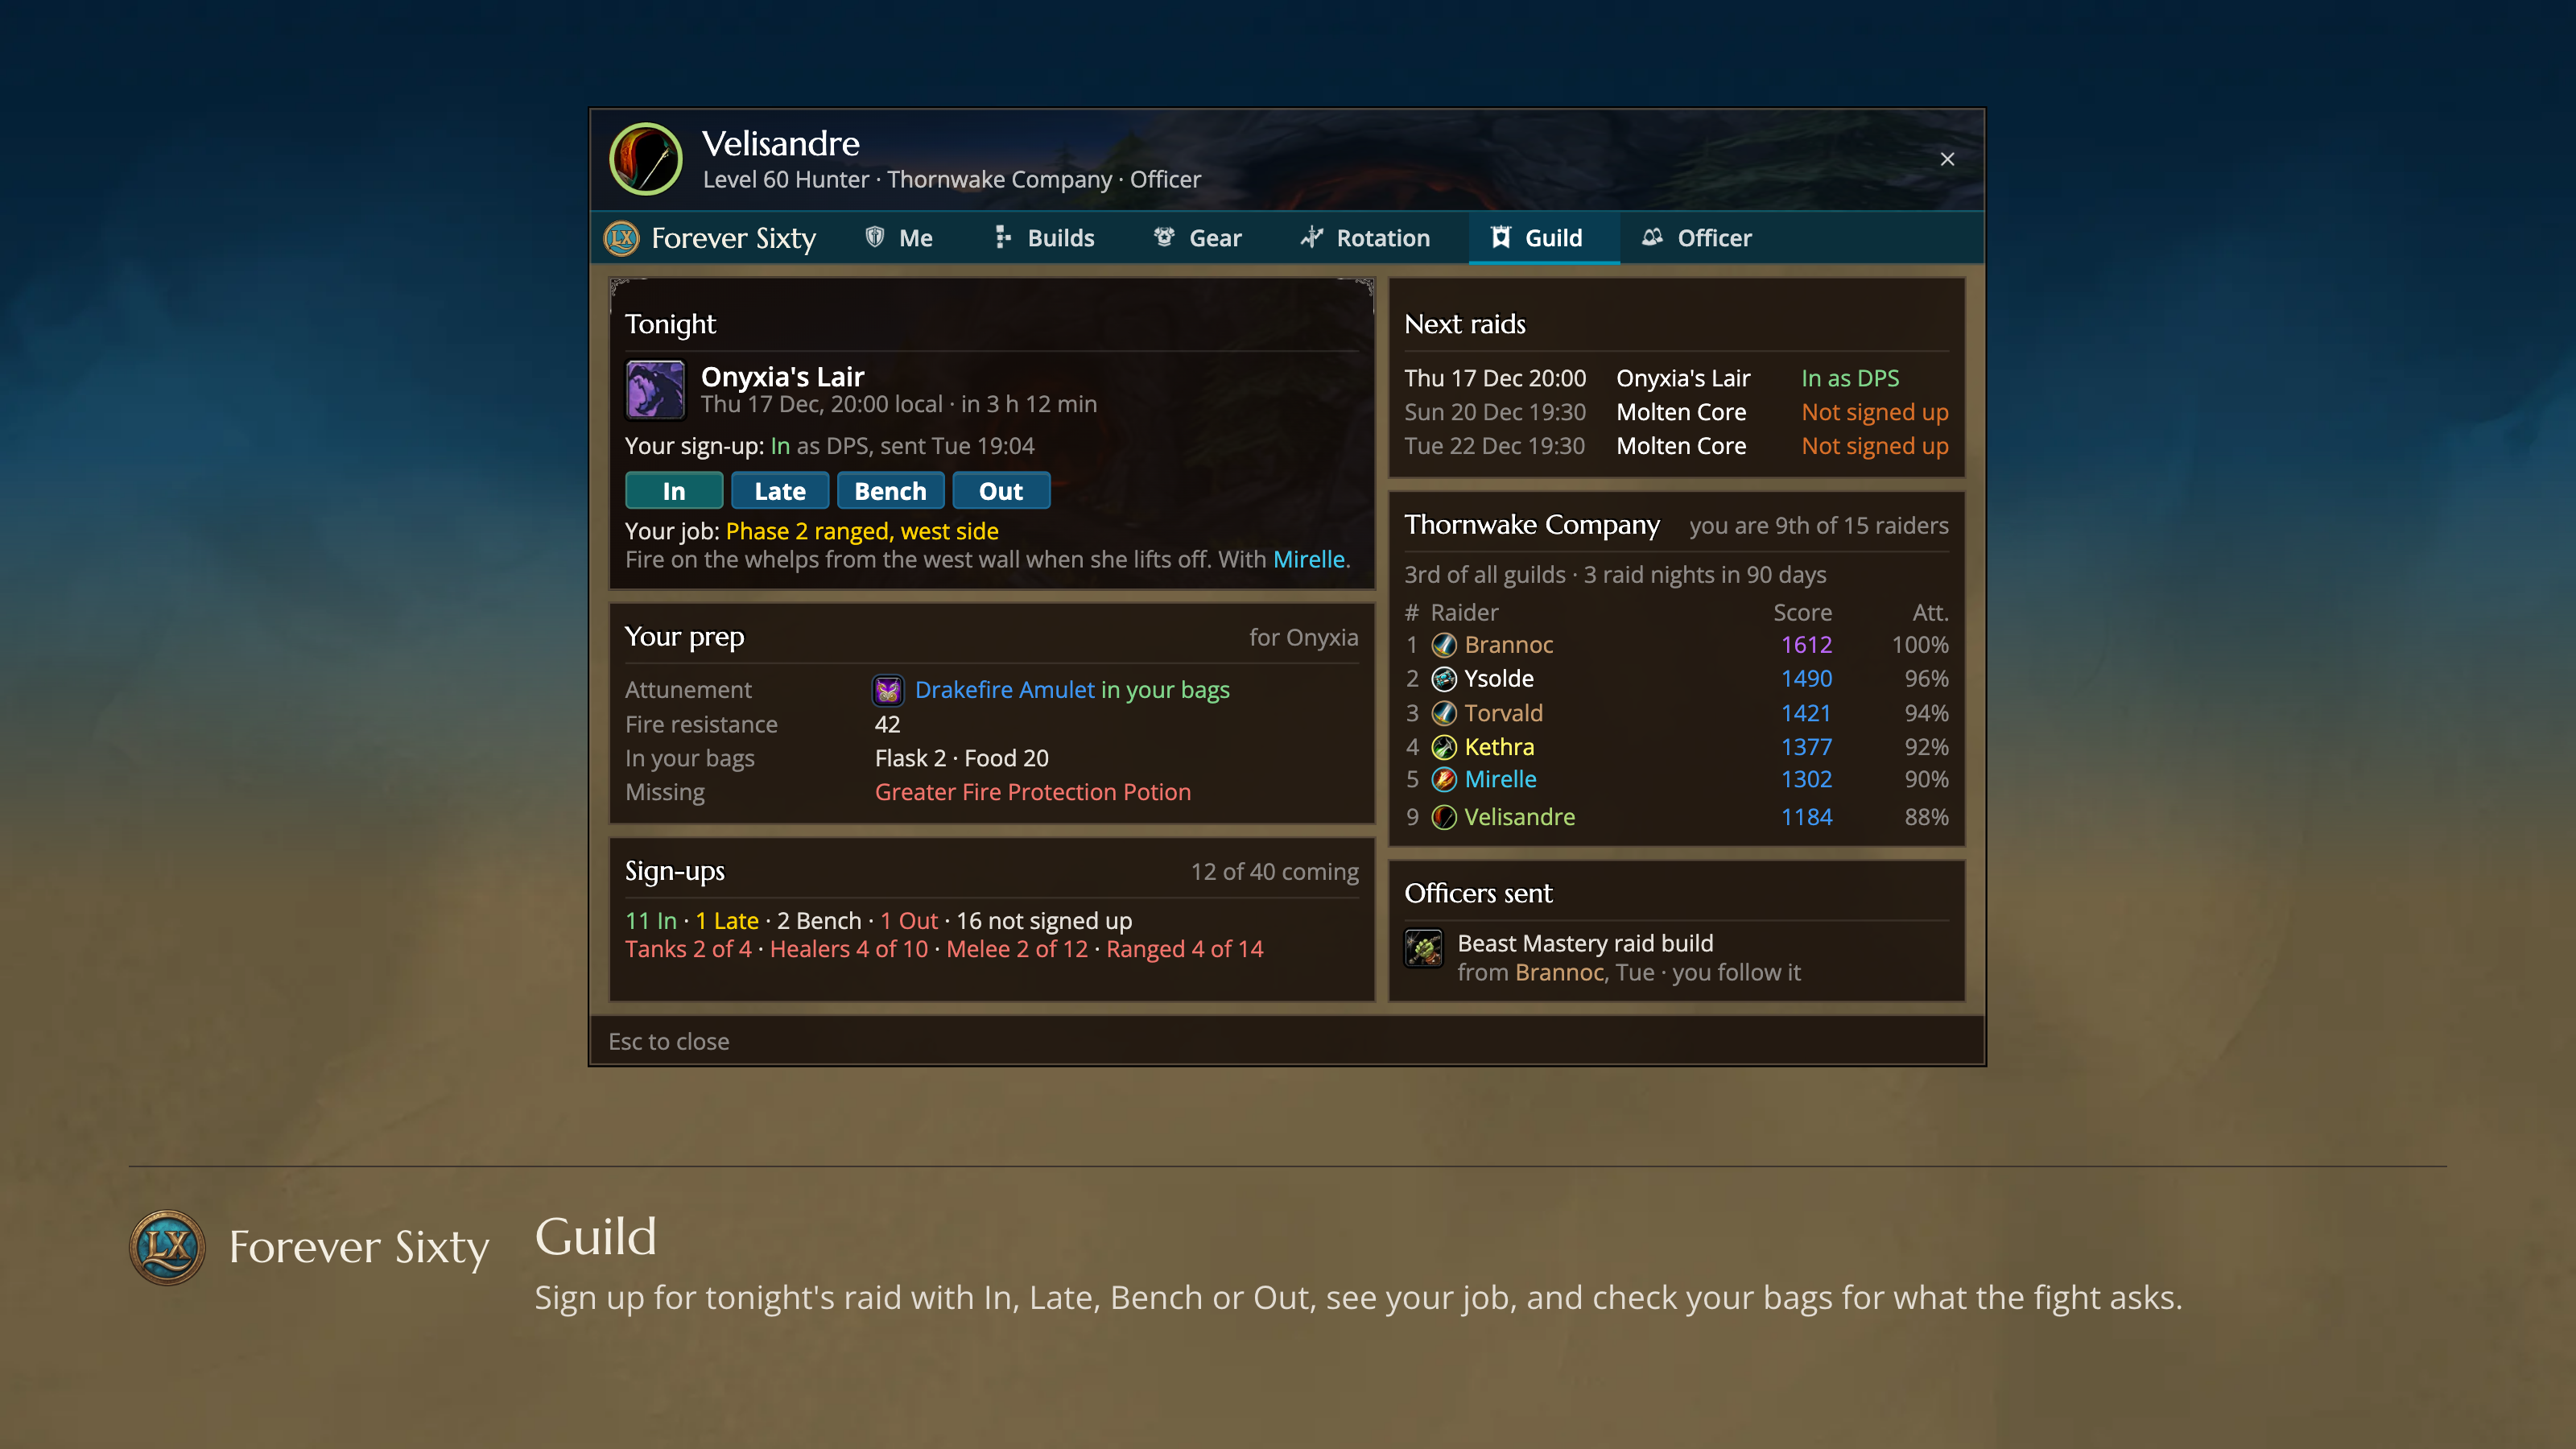 Velisandre
Level 60 Hunter · Thornwake Company · Officer
×
LX Forever Sixty Me Builds Gear Rotation Guild Officer
Tonight
Onyxia's Lair
Thu 17 Dec, 20:00 local · in 3 h 12 min
Your sign-up: In as DPS, sent Tue 19:04
In Late Bench Out
Your job: Phase 2 ranged, west side
Fire on the whelps from the west wall when she lifts off. With Mirelle.
Your prep for Onyxia
Attunement Drakefire Amulet in your bags
Fire resistance 42
In your bags Flask 2 · Food 20
Missing Greater Fire Protection Potion
Sign-ups 12 of 40 coming
11 In · 1 Late · 2 Bench · 1 Out · 16 not signed up
Tanks 2 of 4 · Healers 4 of 10 · Melee 2 of 12 · Ranged 4 of 14
Next raids
Thu 17 Dec 20:00 Onyxia's Lair In as DPS
Sun 20 Dec 19:30 Molten Core Not signed up
Tue 22 Dec 19:30 Molten Core Not signed up
Thornwake Company you are 9th of 15 raiders
3rd of all guilds · 3 raid nights in 90 days
# Raider Score Att.
1 Brannoc 1612 100%
2 Ysolde 1490 96%
3 Torvald 1421 94%
4 Kethra 1377 92%
5 Mirelle 1302 90%
9 Velisandre 1184 88%
Officers sent
Beast Mastery raid build
from Brannoc, Tue · you follow it
Esc to close
LX Forever Sixty
Guild
Sign up for tonight's raid with In, Late, Bench or Out, see your job, and check your bags for what the fight asks.